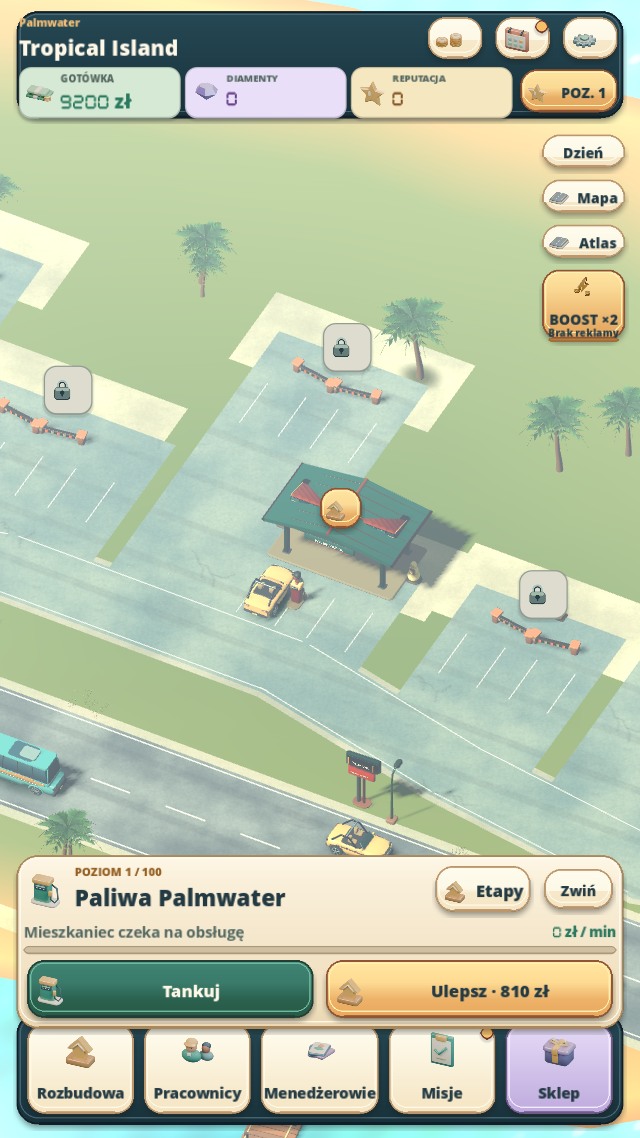 Palmwater
Tropical Island
GOTÓWKA
9200 zł
DIAMENTY
0
REPUTACJA
0
POZ. 1
Dzień
Mapa
Atlas
BOOST ×2
Brak reklamy
POZIOM 1 / 100
Paliwa Palmwater
Etapy
Zwiń
Mieszkaniec czeka na obsługę
0 zł / min
Tankuj
Ulepsz · 810 zł
Rozbudowa
Pracownicy
Menedżerowie
Misje
Sklep